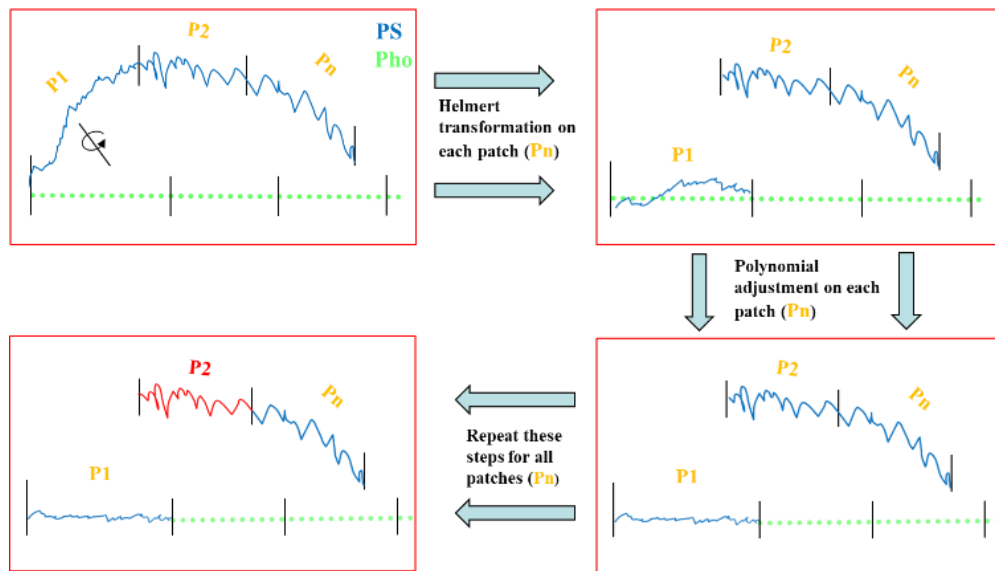 PS
Pho
P1
P2
Pn
Helmert
transformation on
each patch (Pn)
P2
Pn
P1
Polynomial
adjustment on each
patch (Pn)
P2
Pn
P1
Repeat these
steps for all
patches (Pn)
P2
Pn
P1